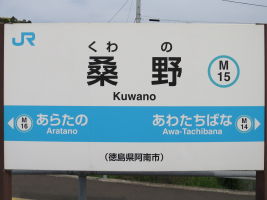 JR
くわ の
桑野
M
15
Kuwano
M
16
あらたの
Aratano
あわたちばな
Awa-Tachibana
M
14
(徳島県阿南市)